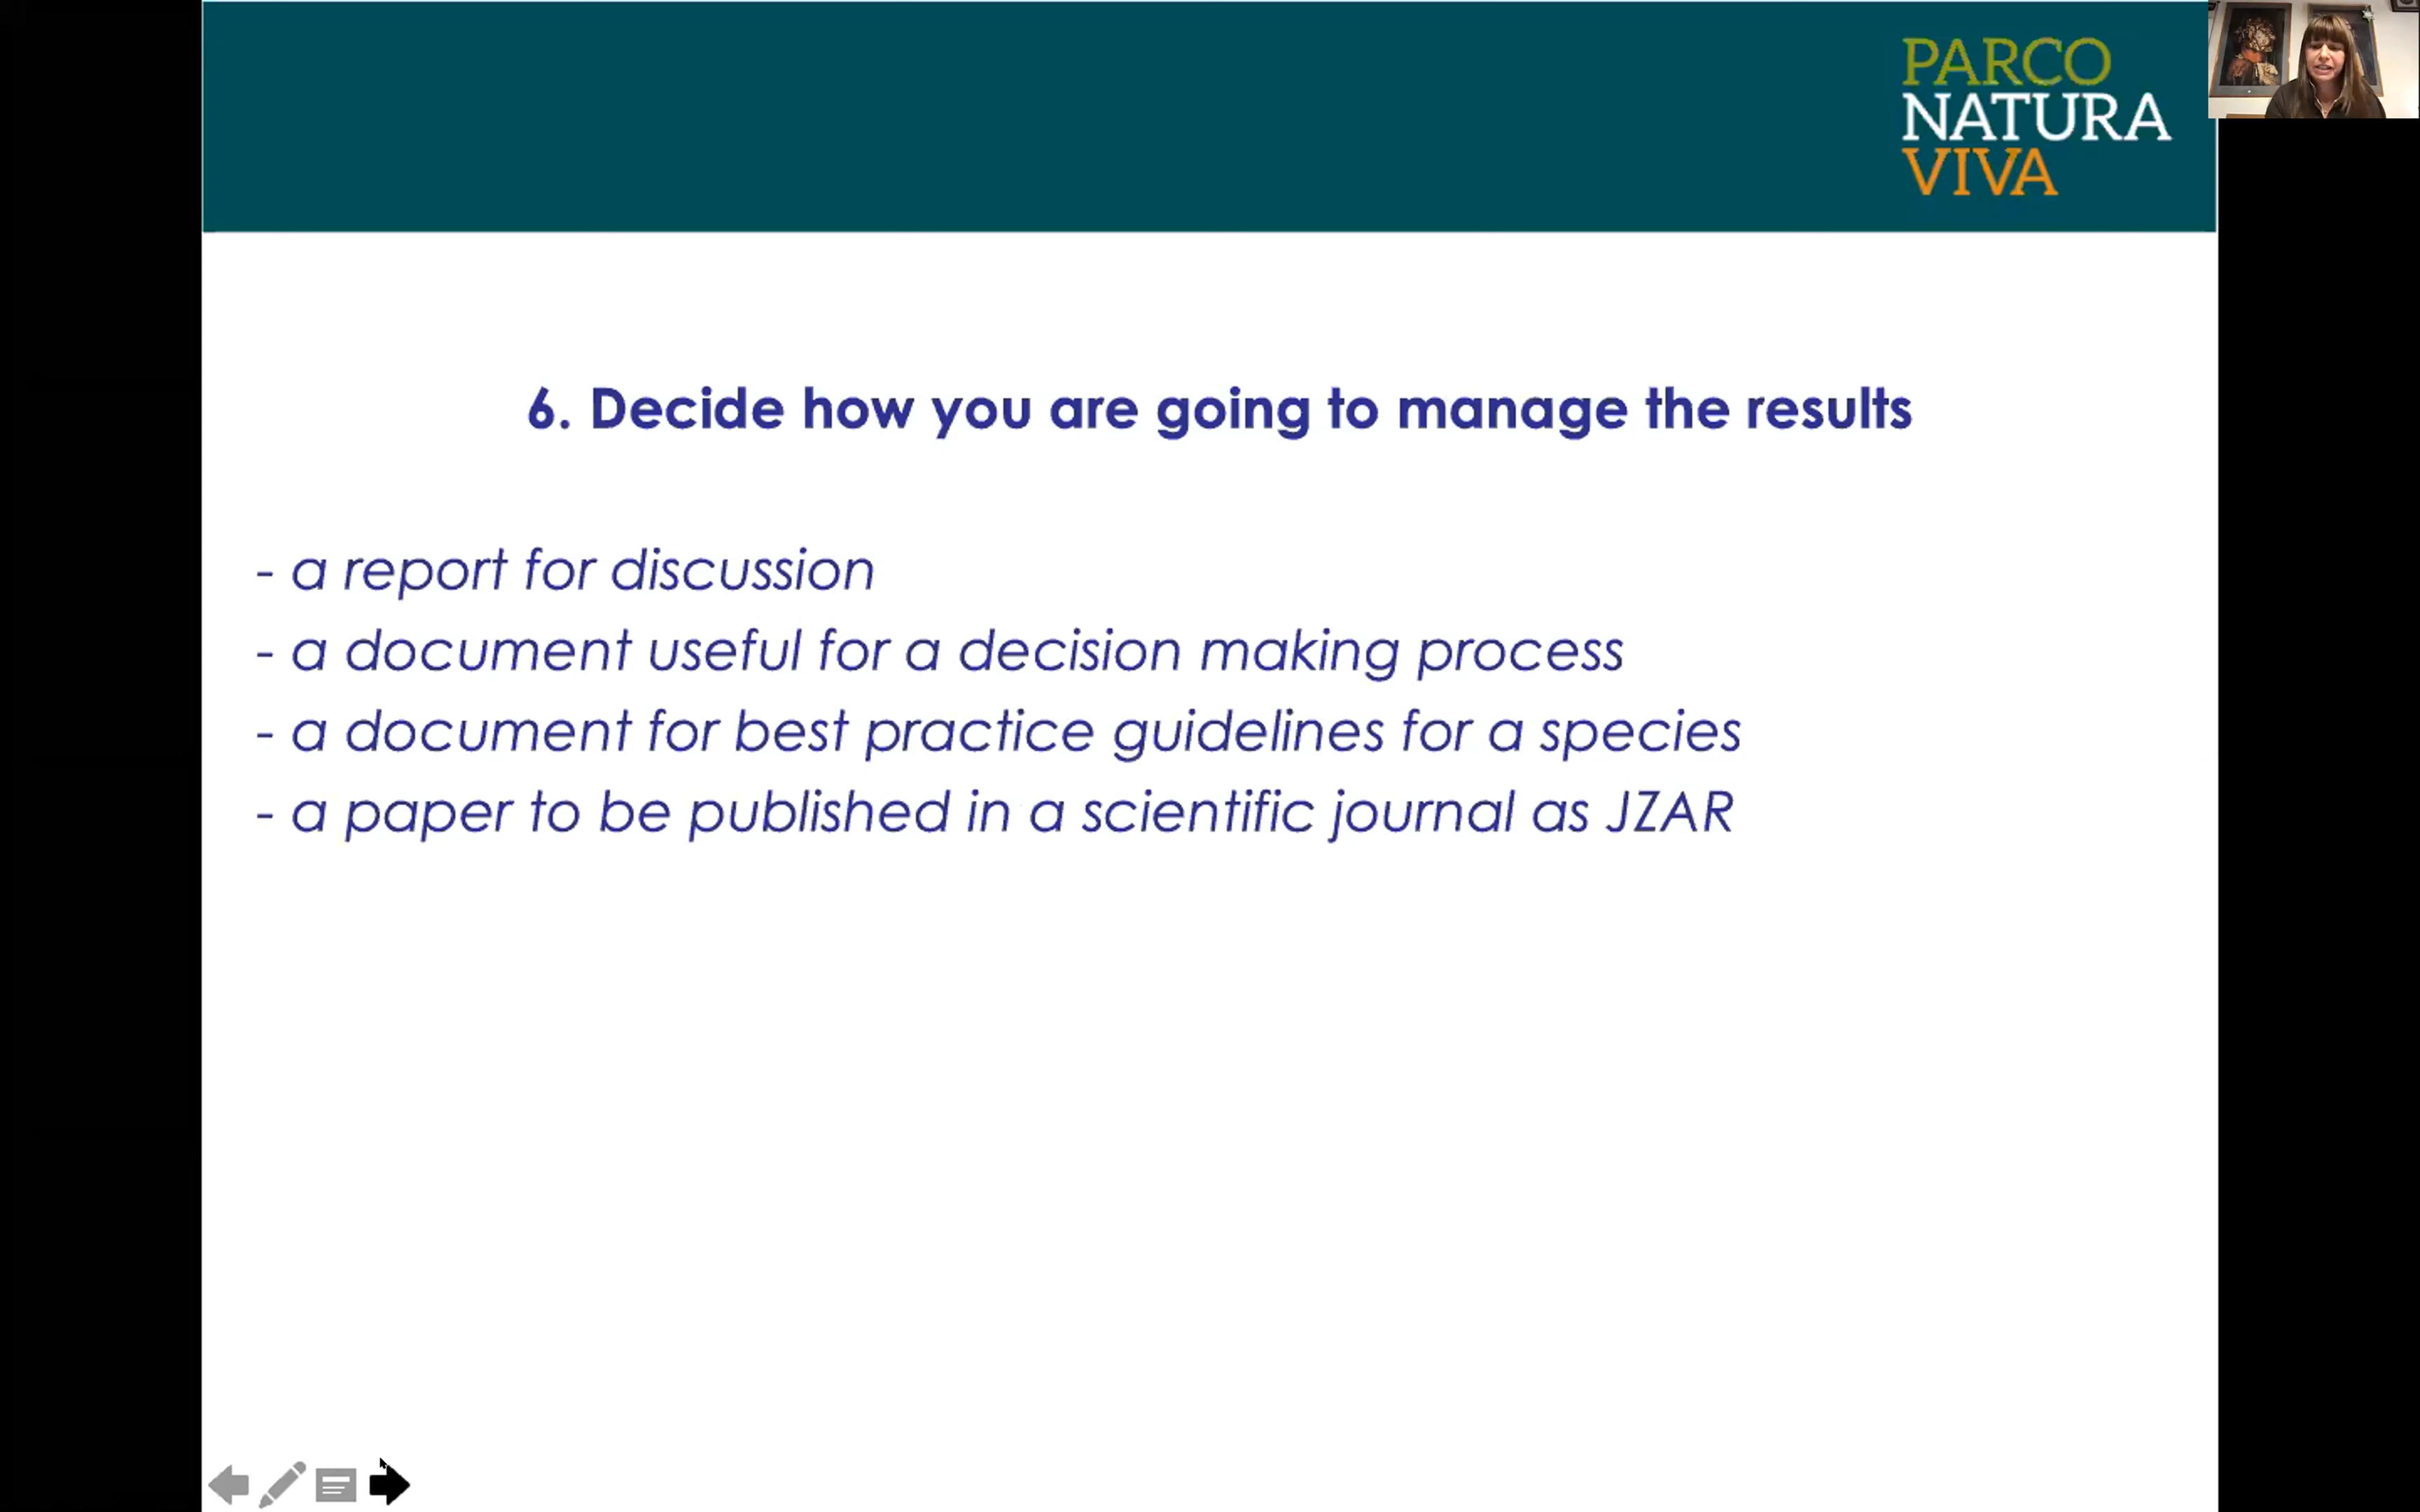 PARCO
NATURA
VIVA
6. Decide how you are going to manage the results
- a report for discussion
- a document useful for a decision making process
- a document for best practice guidelines for a species
- a paper to be published in a scientific journal as JZAR